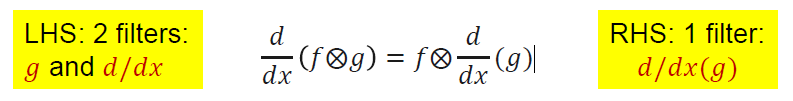 LHS: 2 filters:
g and d/dx
d/dx (f⊗g) = f⊗ d/dx (g)
RHS: 1 filter:
d/dx(g)